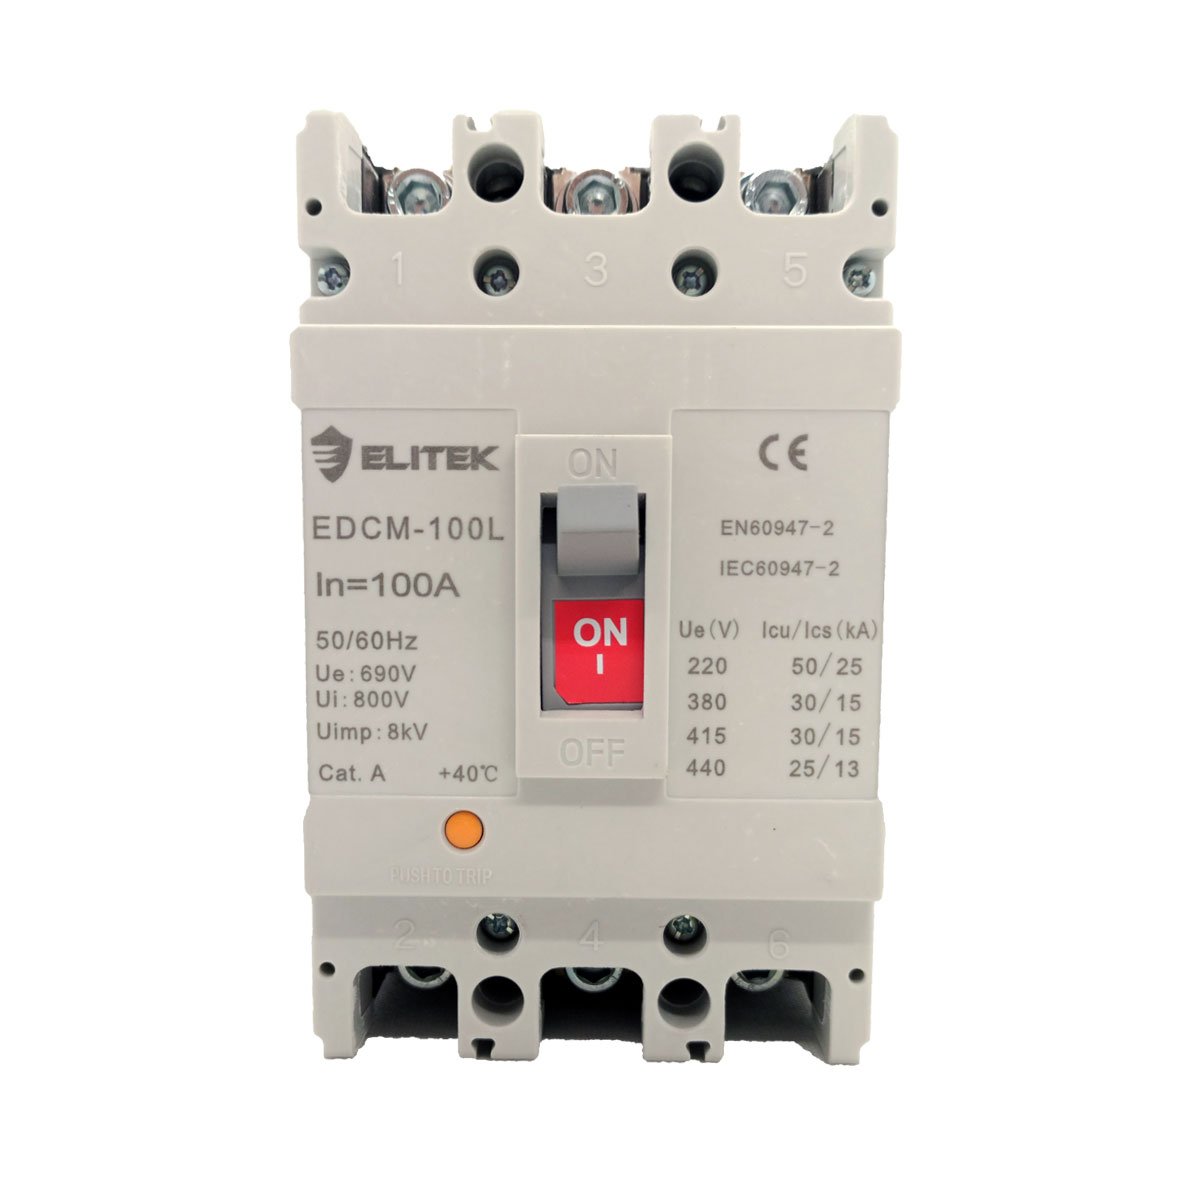 1 3 5
ELITEK
EDCM-100L
In=100A
50/60Hz
Ue:690V
Ui:800V
Uimp:8kV
Cat. A +40℃
ON
ON
I
OFF
CE
EN60947-2
IEC60947-2
Ue(V) Icu/Ics(kA)
220 50/25
380 30/15
415 30/15
440 25/13
PUSH TO TRIP
2 4 6